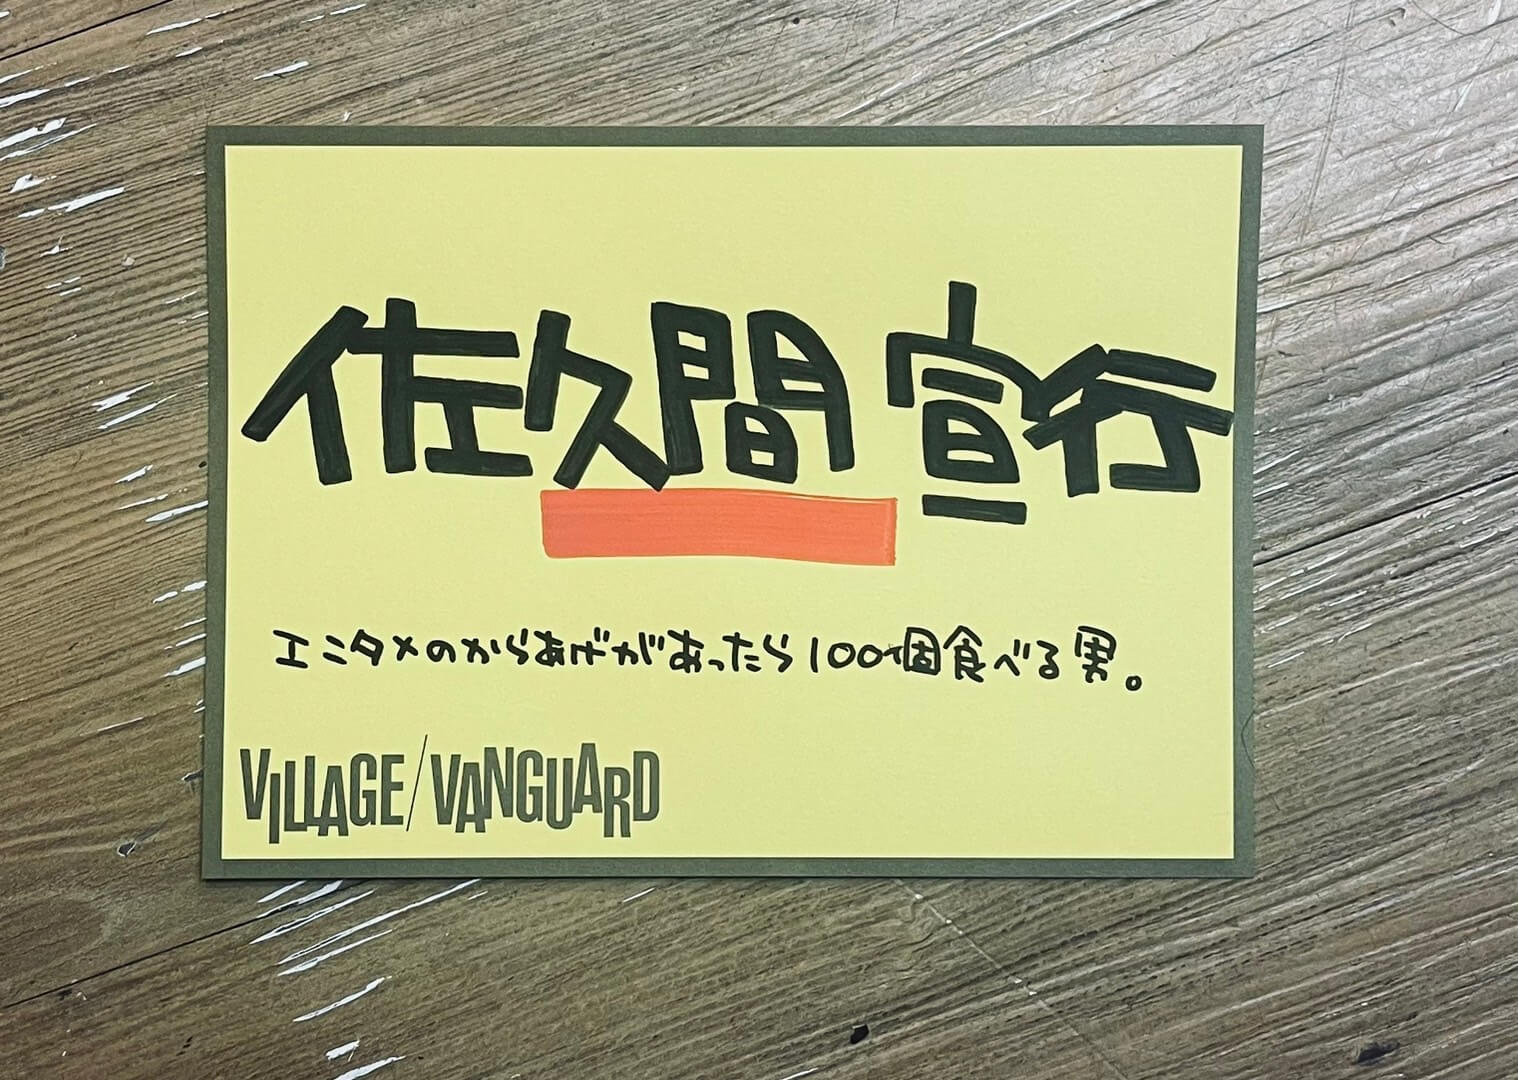 佐久間 宣行
エンタメのからあげがあったら100個食べる男。
VILLAGE/VANGUARD